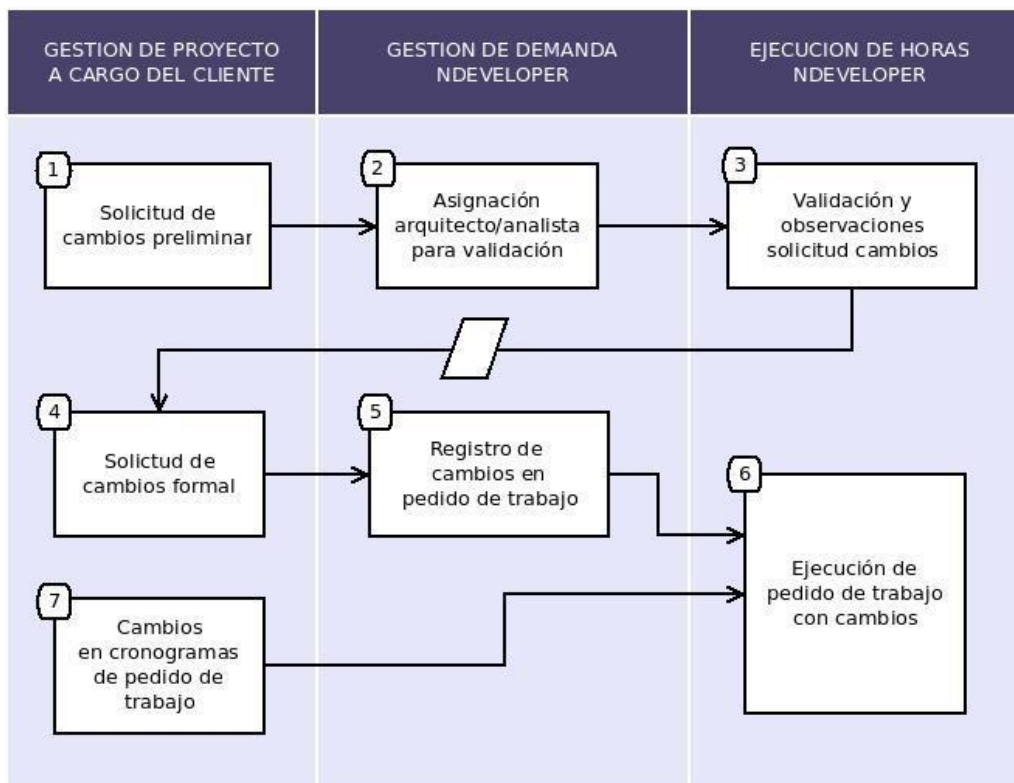 GESTION DE PROYECTO
A CARGO DEL CLIENTE
GESTION DE DEMANDA
NDEVELOPER
EJECUCION DE HORAS
NDEVELOPER
1
Solicitud de
cambios preliminar
2
Asignación
arquitecto/analista
para validación
3
Validación y
observaciones
solicitud cambios
4
Solictud de
cambios formal
5
Registro de
cambios en
pedido de trabajo
6
Ejecución de
pedido de trabajo
con cambios
7
Cambios
en cronogramas
de pedido de
trabajo